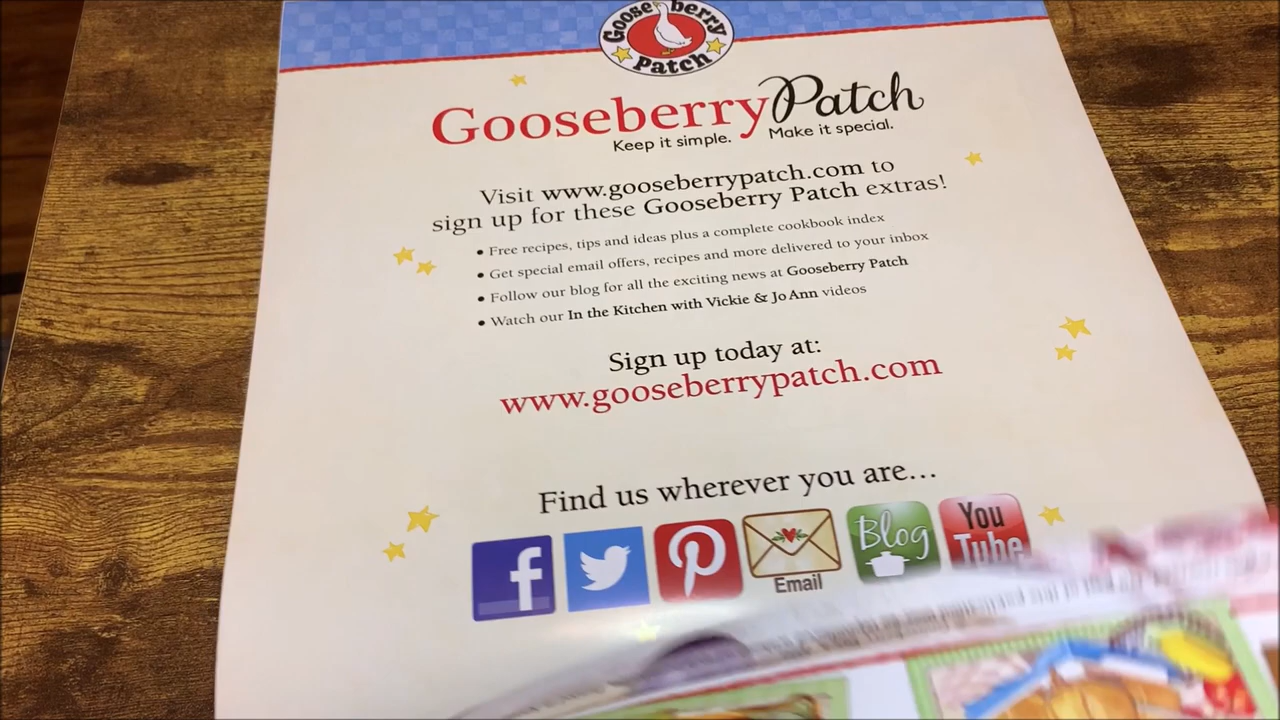 Gooseberry
Patch
Gooseberry Patch
Keep it simple. Make it special.
Visit www.gooseberrypatch.com to
sign up for these Gooseberry Patch extras!
• Free recipes, tips and ideas plus a complete cookbook index
• Get special email offers, recipes and more delivered to your inbox
• Follow our blog for all the exciting news at Gooseberry Patch
• Watch our In the Kitchen with Vickie & Jo Ann videos
Sign up today at:
www.gooseberrypatch.com
Find us wherever you are...
f
Blog
You
Tube
Email